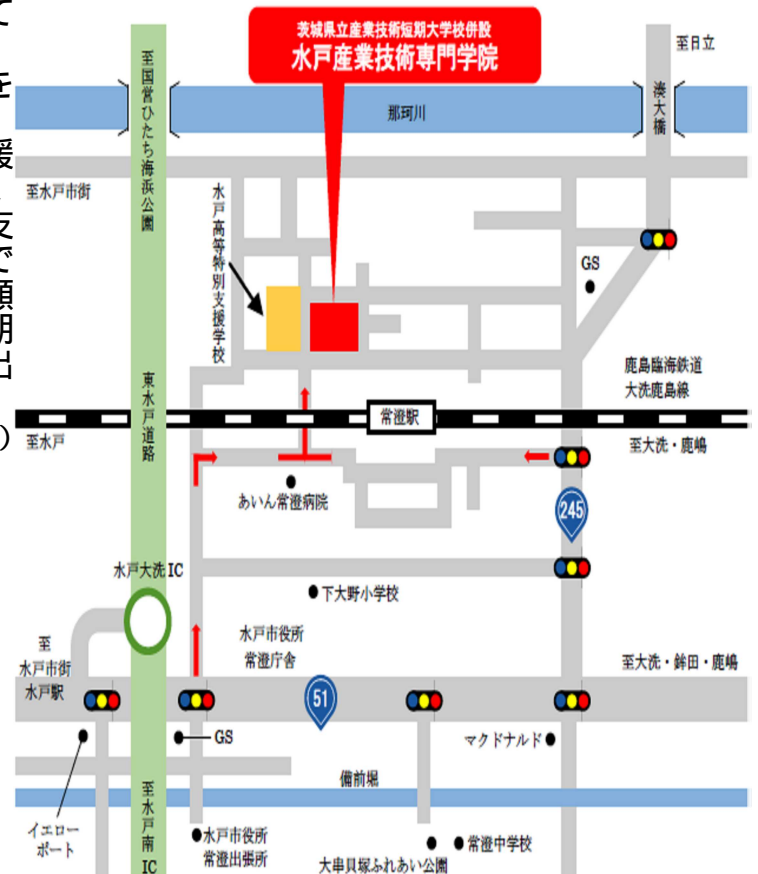 て
を
援
支
で
願
期
出
)
茨城県立産業技術短期大学校併設
水戸産業技術専門学院
至日立
至国営ひたち海浜公園
那珂川
湊大橋
至水戸市街
水戸高等特別支援学校
GS
鹿島臨海鉄道
大洗鹿島線
東水戸道路
常澄駅
至水戸
至大洗・鹿嶋
あいん常澄病院
245
水戸大洗IC
下大野小学校
水戸市役所
常澄庁舎
至
水戸市街
水戸駅
至大洗・鉾田・鹿嶋
51
GS
マクドナルド
備前堀
至水戸南IC
イエロー
ポート
水戸市役所
常澄出張所
大串貝塚ふれあい公園
常澄中学校